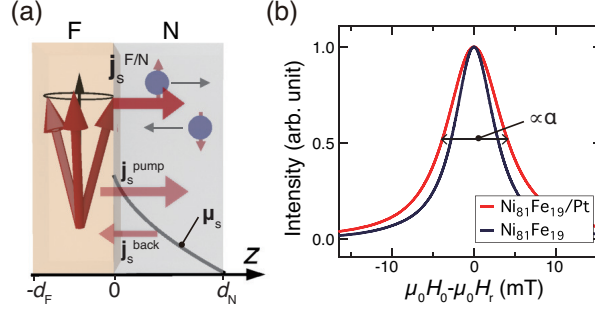 (a)
F
N
j_s^F/N
j_s^pump
μ_s
j_s^back
z
-d_F
0
d_N
(b)
Intensity (arb. unit)
1.0
0.5
0.0
∝α
Ni81Fe19/Pt
Ni81Fe19
-10
0
10
μ0H0-μ0Hr (mT)